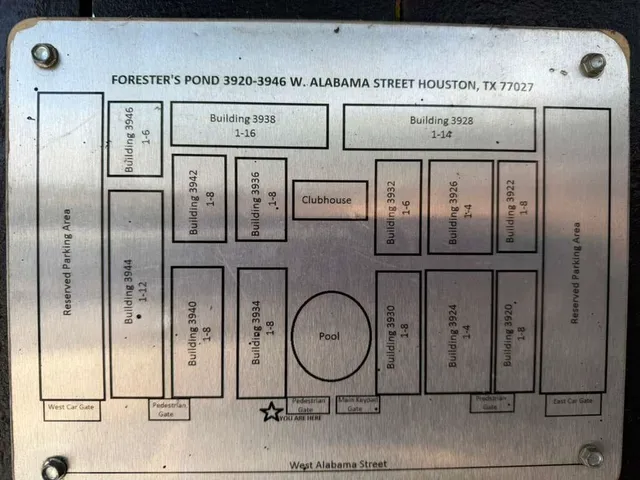 FORESTER'S POND 3920-3946 W. ALABAMA STREET HOUSTON, TX 77027
Reserved Parking Area
Building 3946
1-6
Building 3938
1-16
Building 3928
1-14
Reserved Parking Area
Building 3942
1-8
Building 3936
1-8
Clubhouse
Building 3932
1-6
Building 3926
1-4
Building 3922
1-8
Building 3944
1-12
Building 3940
1-8
Building 3934
1-8
Pool
Building 3930
1-8
Building 3924
1-4
Building 3920
1-8
West Car Gate
Pedestrian
Gate
YOU ARE HERE
Pedestrian
Gate
Main Keypad
Gate
Pedestrian
Gate
East Car Gate
West Alabama Street